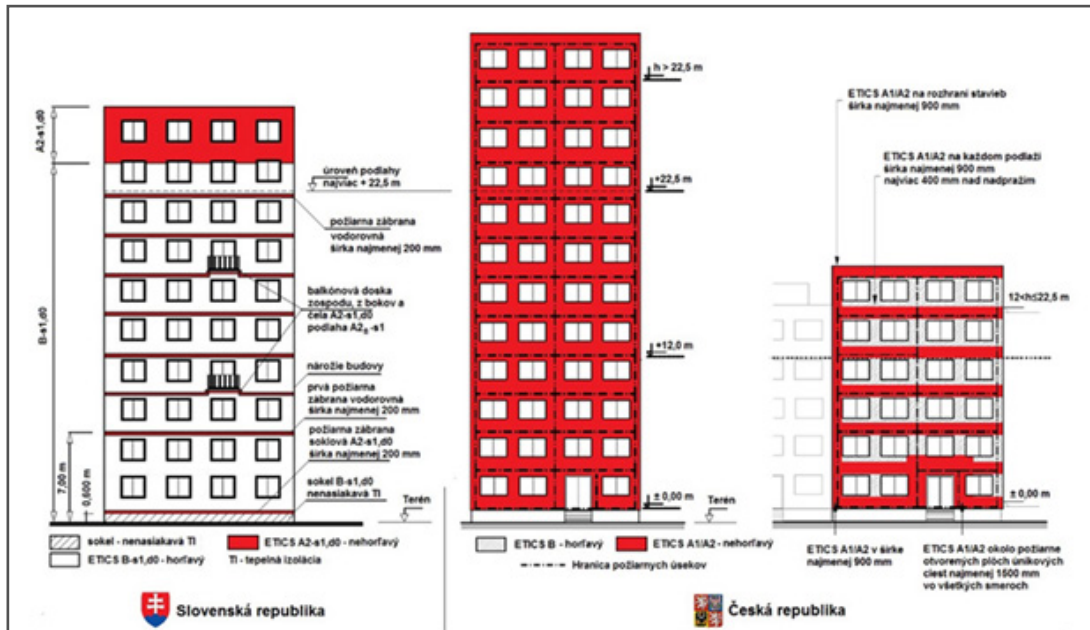 A2-s1,d0
B-s1,d0
7,00 m
0,600 m
úroveň podlahy
najviac + 22,5 m
požiarna zábrana
vodorovná
šírka najmenej 200 mm
balkónová doska
zospodu, z bokov a
čela A2-s1,d0
podlaha A2fl-s1
nárožie budovy
prvá požiarna
zábrana vodorovná
šírka najmenej 200 mm
požiarna zábrana
soklová A2-s1,d0
šírka najmenej 200 mm
sokel B-s1,d0
nenasiakavá TI
Terén
sokel - nenasiakavá TI
ETICS A2-s1,d0 - nehorľavý
ETICS B-s1,d0 - horľavý
TI - tepelná izolácia
Slovenská republika
h > 22,5 m
+22,5 m
+12,0 m
± 0,00 m
Terén
ETICS B - horľavý
ETICS A1/A2 - nehorľavý
Hranica požiarnych úsekov
ETICS A1/A2 na rozhraní stavieb
šírka najmenej 900 mm
ETICS A1/A2 na každom podlaží
šírka najmenej 900 mm
najviac 400 mm nad nadpražím
12<h≤22,5 m
± 0,00 m
ETICS A1/A2 v šírke
najmenej 900 mm
ETICS A1/A2 okolo požiarne
otvorených plôch únikových
ciest najmenej 1500 mm
vo všetkých smeroch
Česká republika